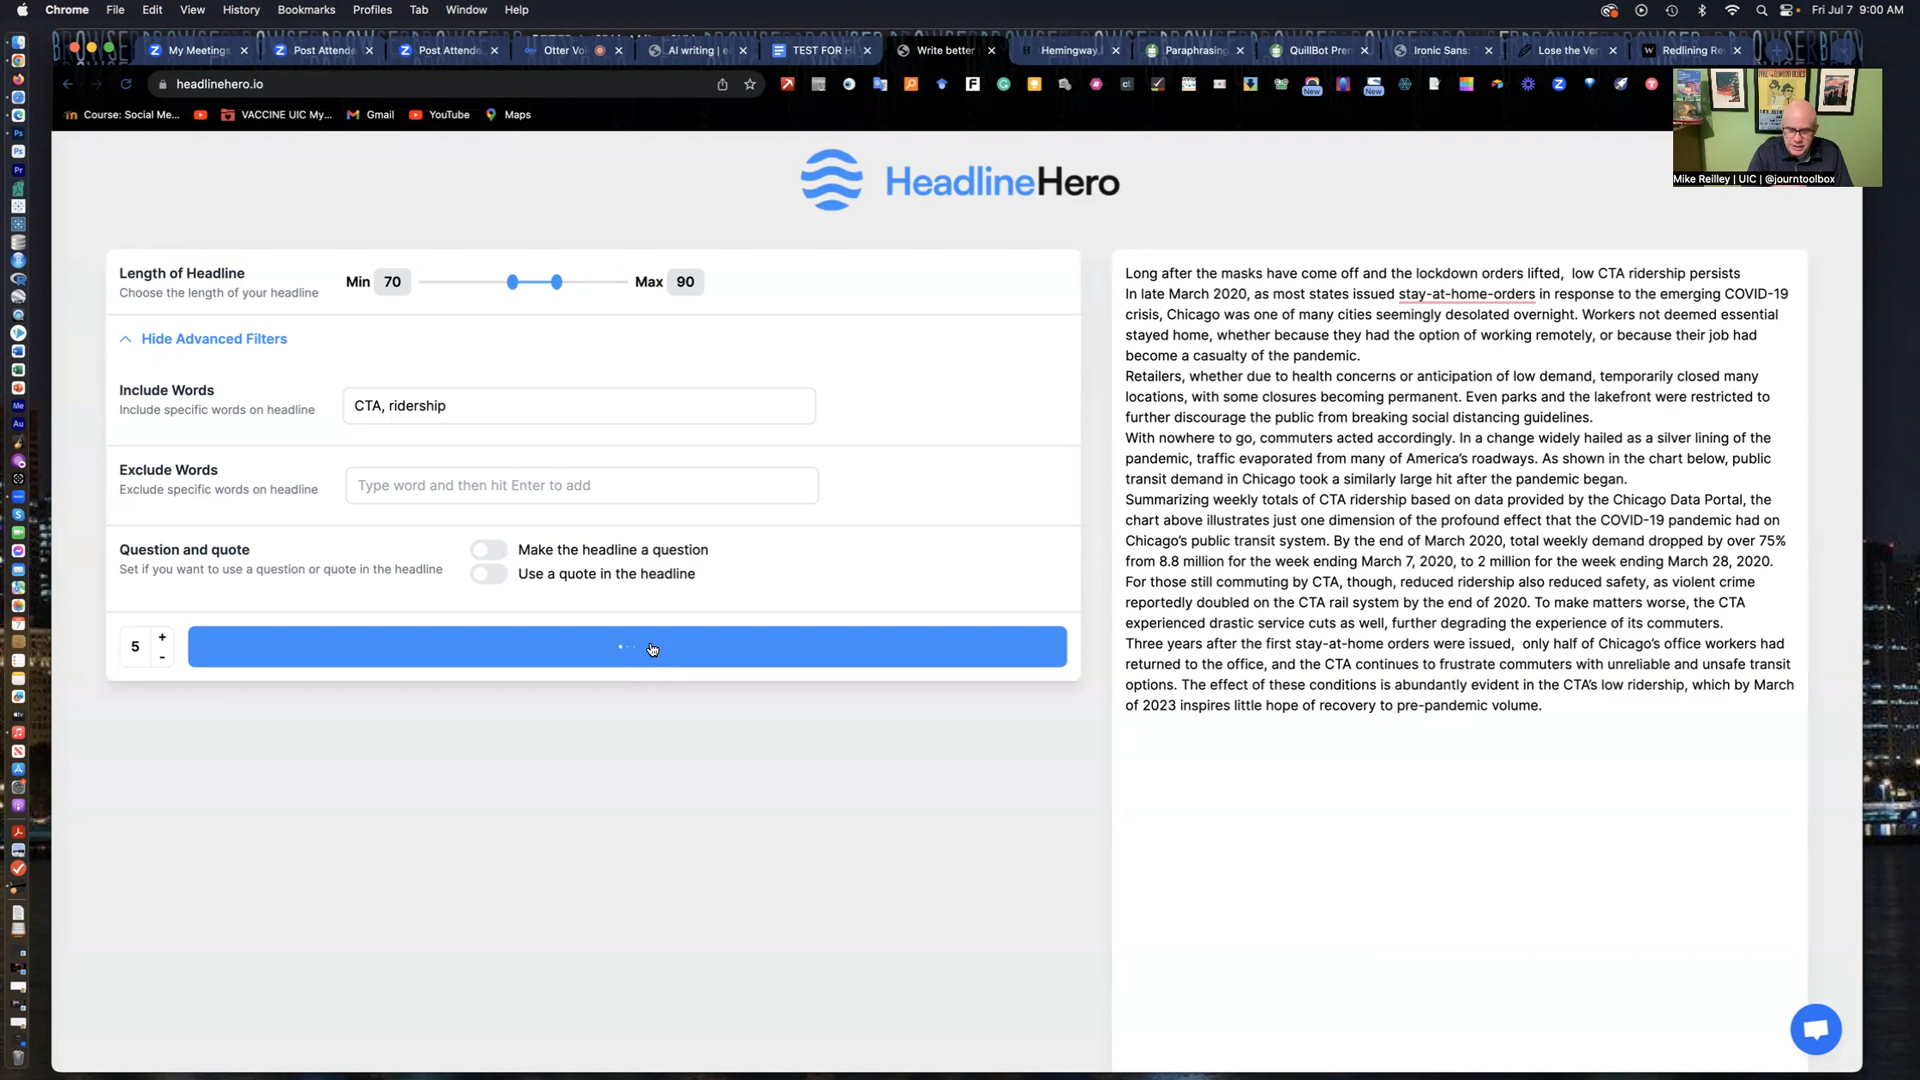 Chrome File Edit View History Bookmarks Profiles Tab Window Help Fri Jul 7 9:00 AM
My Meetings Post Attende Post Attende Otter Voi AI writing | e TEST FOR H Write better Hemingway Paraphrasing QuillBot Pre Ironic Sans: Lose the Ver Redlining Re
headlinehero.io
New New
Course: Social Me... VACCINE UIC My... Gmail YouTube Maps
Mike Reilley | UIC | @journtoolbox
HeadlineHero
Length of Headline
Choose the length of your headline
Min 70 Max 90
Hide Advanced Filters
Include Words
Include specific words on headline
CTA, ridership
Exclude Words
Exclude specific words on headline
Type word and then hit Enter to add
Question and quote
Set if you want to use a question or quote in the headline
Make the headline a question
Use a quote in the headline
5 + -
Long after the masks have come off and the lockdown orders lifted, low CTA ridership persists
In late March 2020, as most states issued stay-at-home-orders in response to the emerging COVID-19
crisis, Chicago was one of many cities seemingly desolated overnight. Workers not deemed essential
stayed home, whether because they had the option of working remotely, or because their job had
become a casualty of the pandemic.
Retailers, whether due to health concerns or anticipation of low demand, temporarily closed many
locations, with some closures becoming permanent. Even parks and the lakefront were restricted to
further discourage the public from breaking social distancing guidelines.
With nowhere to go, commuters acted accordingly. In a change widely hailed as a silver lining of the
pandemic, traffic evaporated from many of America's roadways. As shown in the chart below, public
transit demand in Chicago took a similarly large hit after the pandemic began.
Summarizing weekly totals of CTA ridership based on data provided by the Chicago Data Portal, the
chart above illustrates just one dimension of the profound effect that the COVID-19 pandemic had on
Chicago's public transit system. By the end of March 2020, total weekly demand dropped by over 75%
from 8.8 million for the week ending March 7, 2020, to 2 million for the week ending March 28, 2020.
For those still commuting by CTA, though, reduced ridership also reduced safety, as violent crime
reportedly doubled on the CTA rail system by the end of 2020. To make matters worse, the CTA
experienced drastic service cuts as well, further degrading the experience of its commuters.
Three years after the first stay-at-home orders were issued, only half of Chicago's office workers had
returned to the office, and the CTA continues to frustrate commuters with unreliable and unsafe transit
options. The effect of these conditions is abundantly evident in the CTA's low ridership, which by March
of 2023 inspires little hope of recovery to pre-pandemic volume.